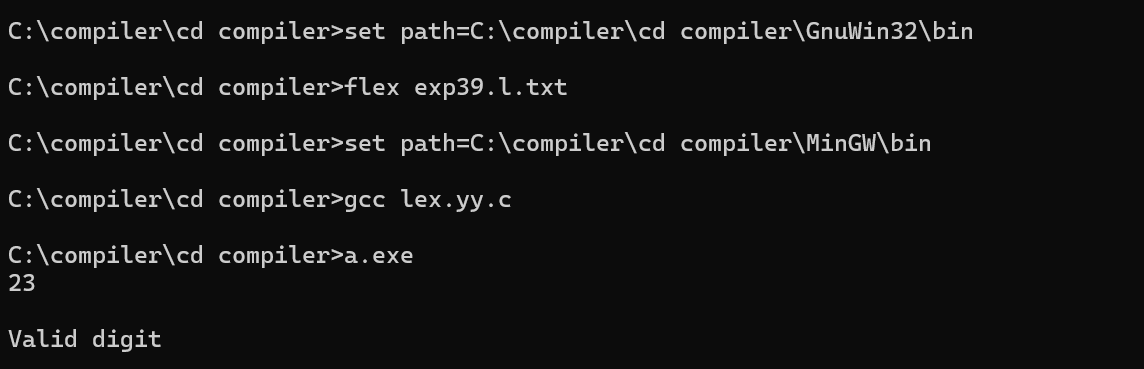 C:\compiler\cd compiler>set path=C:\compiler\cd compiler\GnuWin32\bin
C:\compiler\cd compiler>flex exp39.l.txt
C:\compiler\cd compiler>set path=C:\compiler\cd compiler\MinGW\bin
C:\compiler\cd compiler>gcc lex.yy.c
C:\compiler\cd compiler>a.exe
23
Valid digit